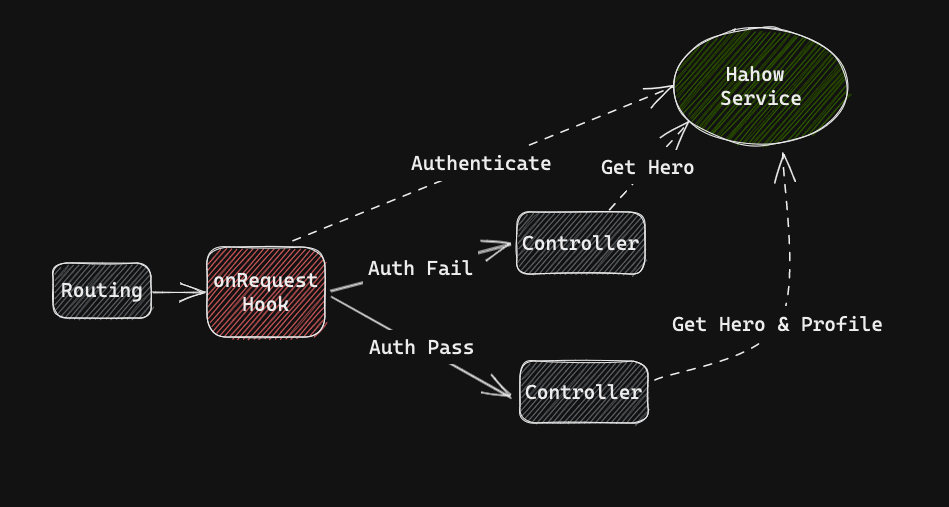 Hahow
Service
Authenticate
Get Hero
Controller
Auth Fail
Routing
onRequest
Hook
Get Hero & Profile
Auth Pass
Controller